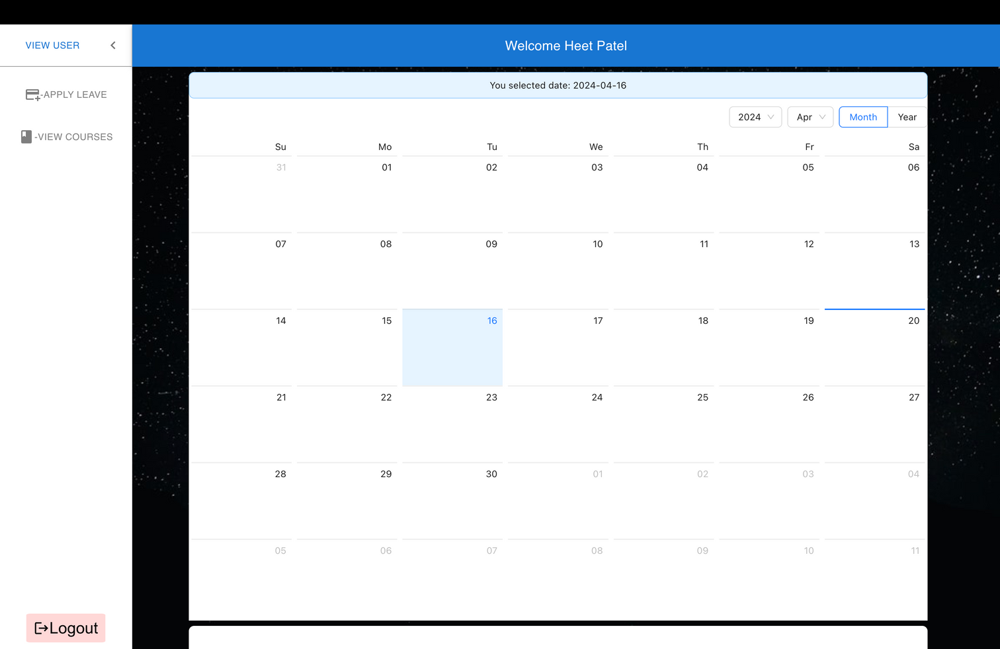 VIEW USER
Welcome Heet Patel
-APPLY LEAVE
-VIEW COURSES
Logout
You selected date: 2024-04-16
2024 Apr Month Year
Su Mo Tu We Th Fr Sa
31 01 02 03 04 05 06
07 08 09 10 11 12 13
14 15 16 17 18 19 20
21 22 23 24 25 26 27
28 29 30 01 02 03 04
05 06 07 08 09 10 11